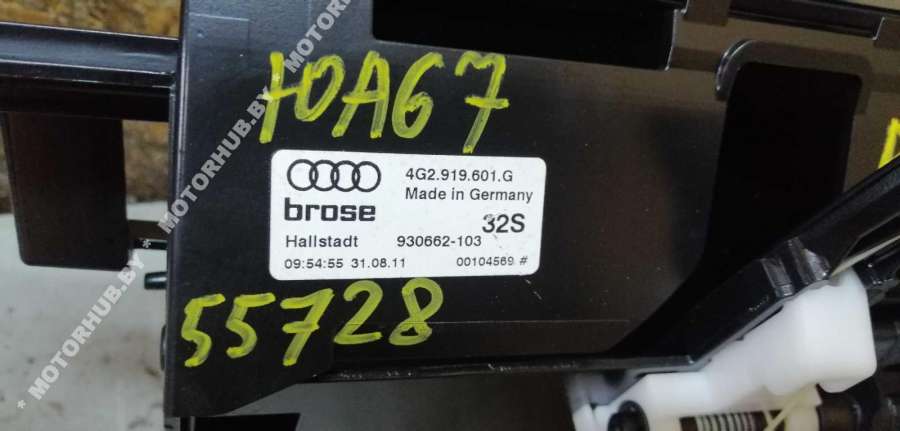 ЮА67
4G2.919.601.G
Made in Germany
brose
32S
Hallstadt 930662-103
09:54:55 31.08.11 00104569 #
55728
* MOTORHUB.BY * MOTORHUB.BY